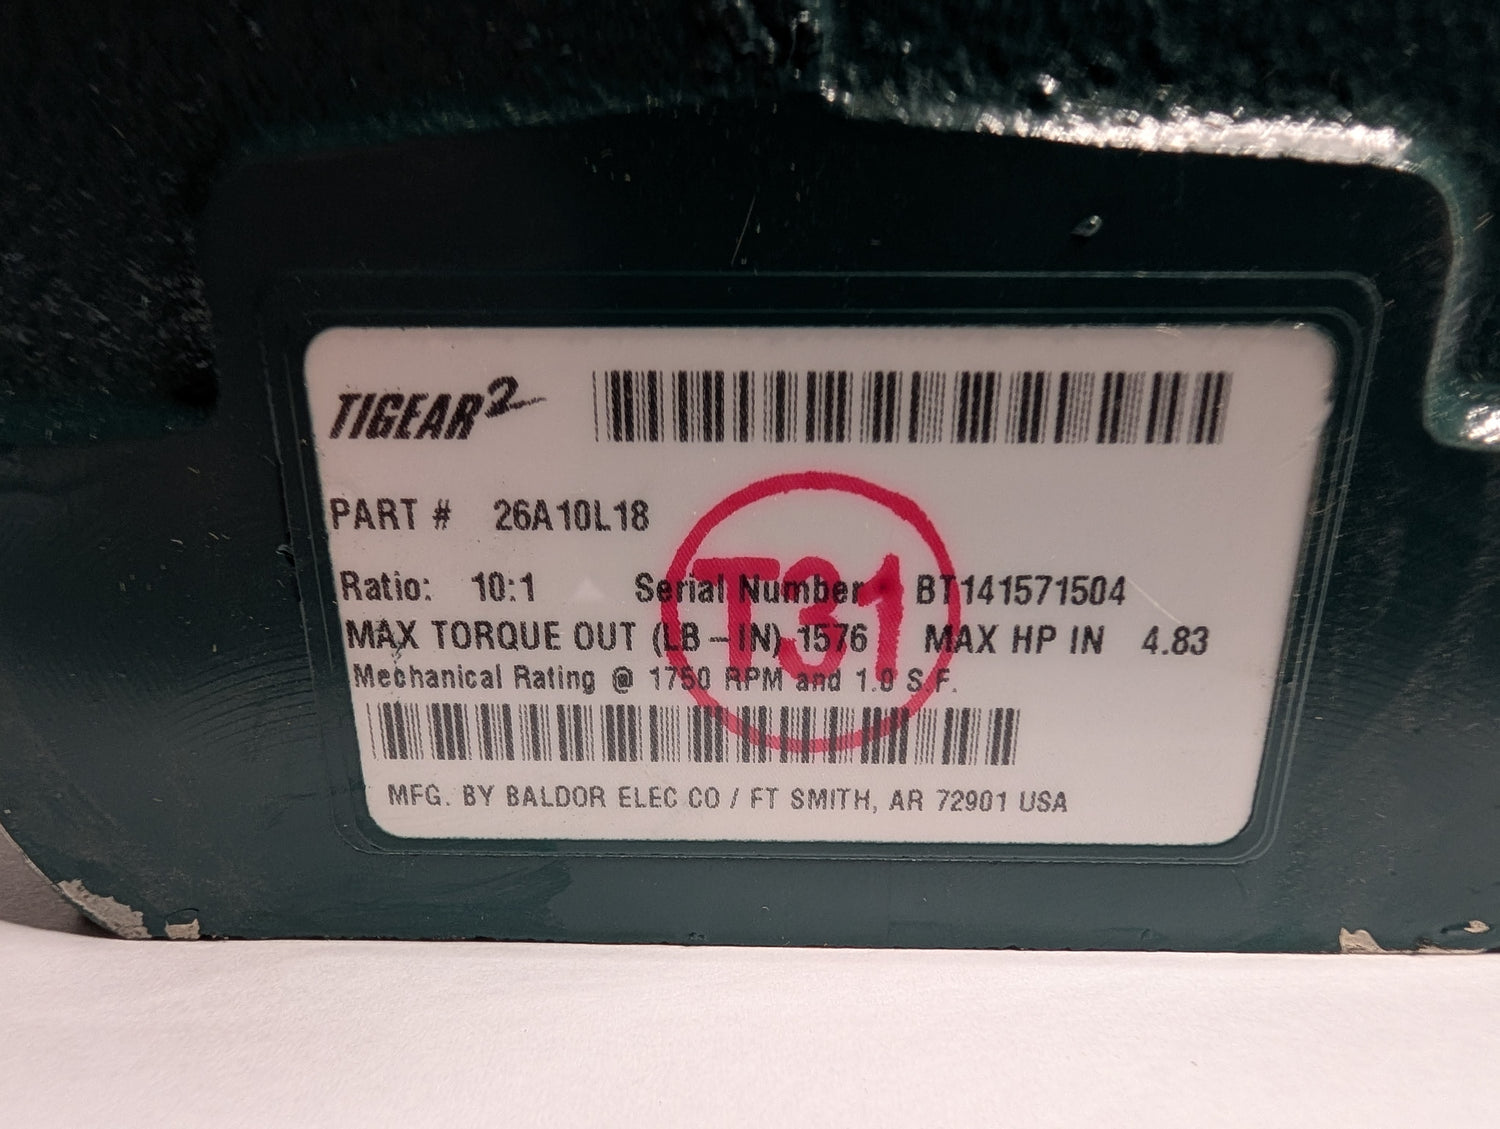 TIGEAR2
PART # 26A10L18
T31
Ratio: 10:1 Serial Number BT141571504
MAX TORQUE OUT (LB - IN) 1576 MAX HP IN 4.83
Mechanical Rating @ 1750 RPM and 1.0 S.F.
MFG. BY BALDOR ELEC CO / FT SMITH, AR 72901 USA